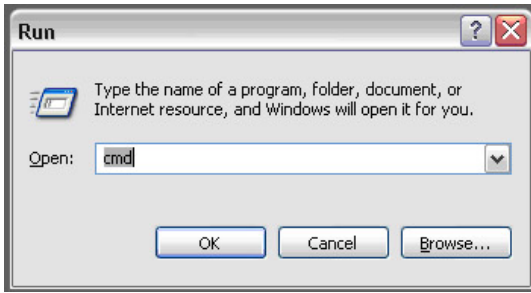 Run
Type the name of a program, folder, document, or
Internet resource, and Windows will open it for you.
Open: cmd
OK Cancel Browse...